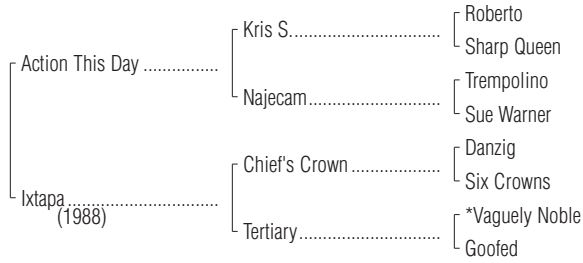 Roberto
Kris S.
Sharp Queen
Action This Day
Trempolino
Najecam
Sue Warner
Danzig
Chief's Crown
Six Crowns
Ixtapa
(1988)
*Vaguely Noble
Tertiary
Goofed